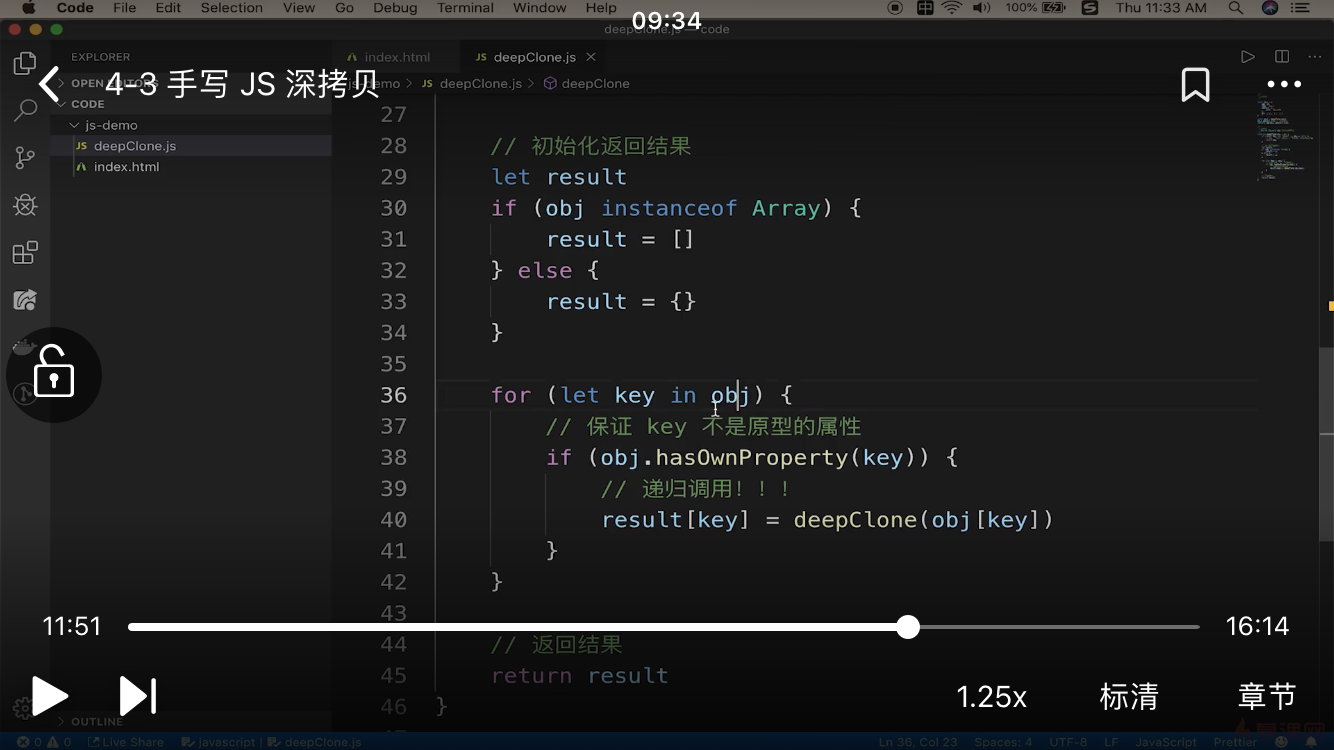 Code File Edit Selection View Go Debug Terminal Window Help 100% Thu 11:33 AM
09:34
deepClone.js — code
EXPLORER
index.html
JS deepClone.js
OPEN EDITORS
4-3 手写 JS 深拷贝
js-demo > JS deepClone.js > deepClone
CODE
js-demo
JS deepClone.js
index.html
27
28 // 初始化返回结果
29 let result
30 if (obj instanceof Array) {
31 result = []
32 } else {
33 result = {}
34 }
35
36 for (let key in obj) {
37 // 保证 key 不是原型的属性
38 if (obj.hasOwnProperty(key)) {
39 // 递归调用！！！
40 result[key] = deepClone(obj[key])
41 }
42 }
43
11:51
16:14
44 // 返回结果
45 return result
46 }
1.25x 标清 章节
OUTLINE
0 0 Live Share javascript | deepClone.js Ln 36, Col 23 Spaces: 4 UTF-8 LF JavaScript Prettier